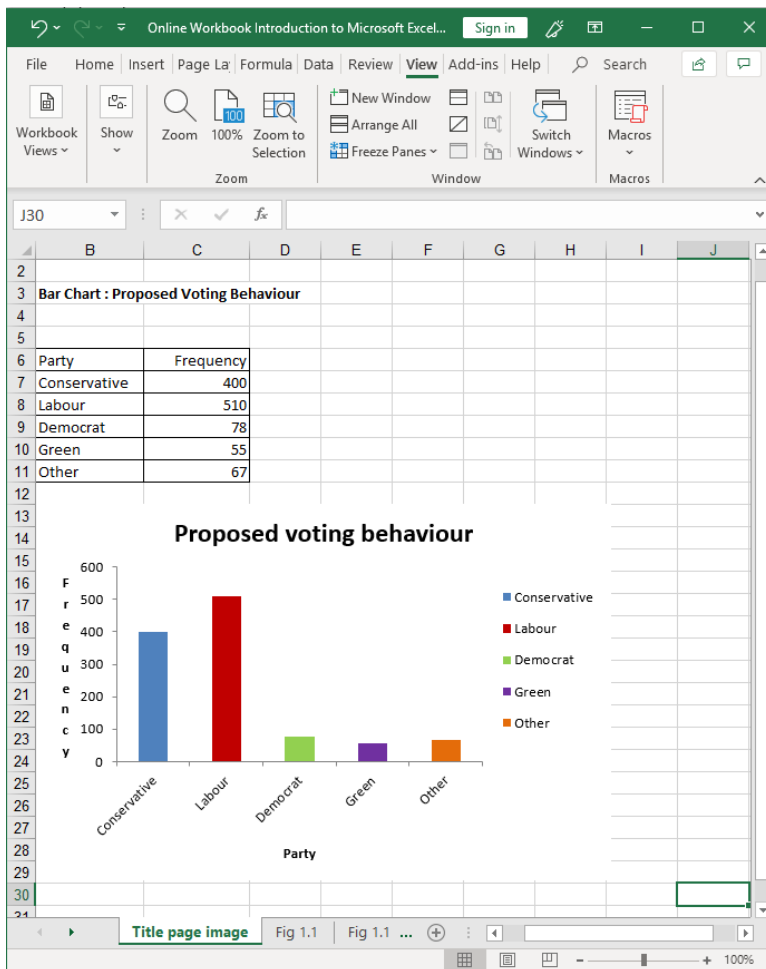 Online Workbook Introduction to Microsoft Excel...
Sign in
File Home Insert Page La Formula Data Review View Add-ins Help Search
Workbook Views
Show
Zoom
100
100%
Zoom to Selection
Zoom
New Window
Arrange All
Freeze Panes
Switch Windows
Window
Macros
Macros
J30
fx
B C D E F G H I J
2
3 Bar Chart : Proposed Voting Behaviour
4
5
6 Party Frequency
7 Conservative 400
8 Labour 510
9 Democrat 78
10 Green 55
11 Other 67
12
13
14
15
16
17
18
19
20
21
22
23
24
25
26
27
28
29
30
31
Proposed voting behaviour
Frequency
600
500
400
300
200
100
0
Conservative
Labour
Democrat
Green
Other
Party
Conservative
Labour
Democrat
Green
Other
Title page image Fig 1.1 Fig 1.1 ...
100%